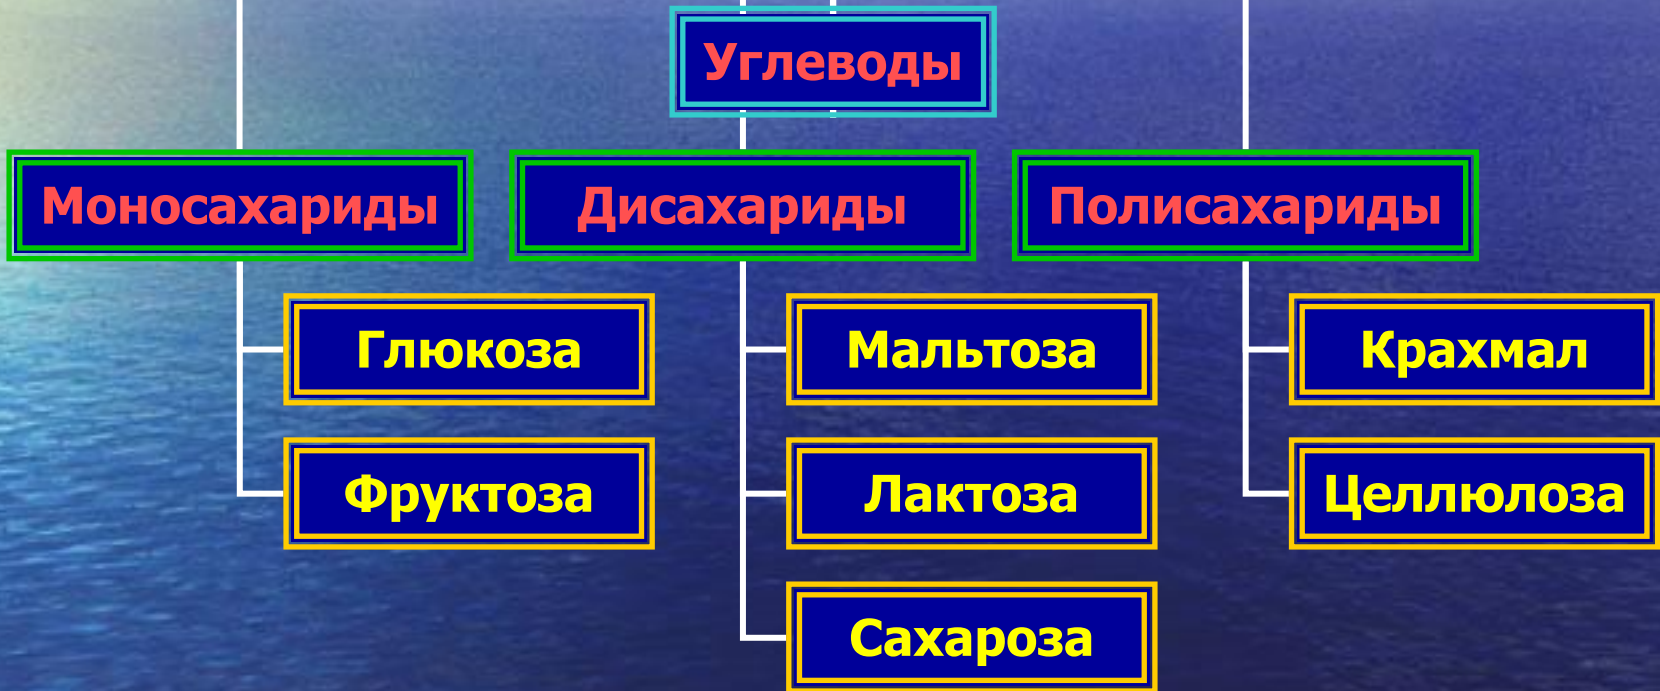 Углеводы
Моносахариды
Дисахариды
Полисахариды
Глюкоза
Мальтоза
Крахмал
Фруктоза
Лактоза
Целлюлоза
Сахароза